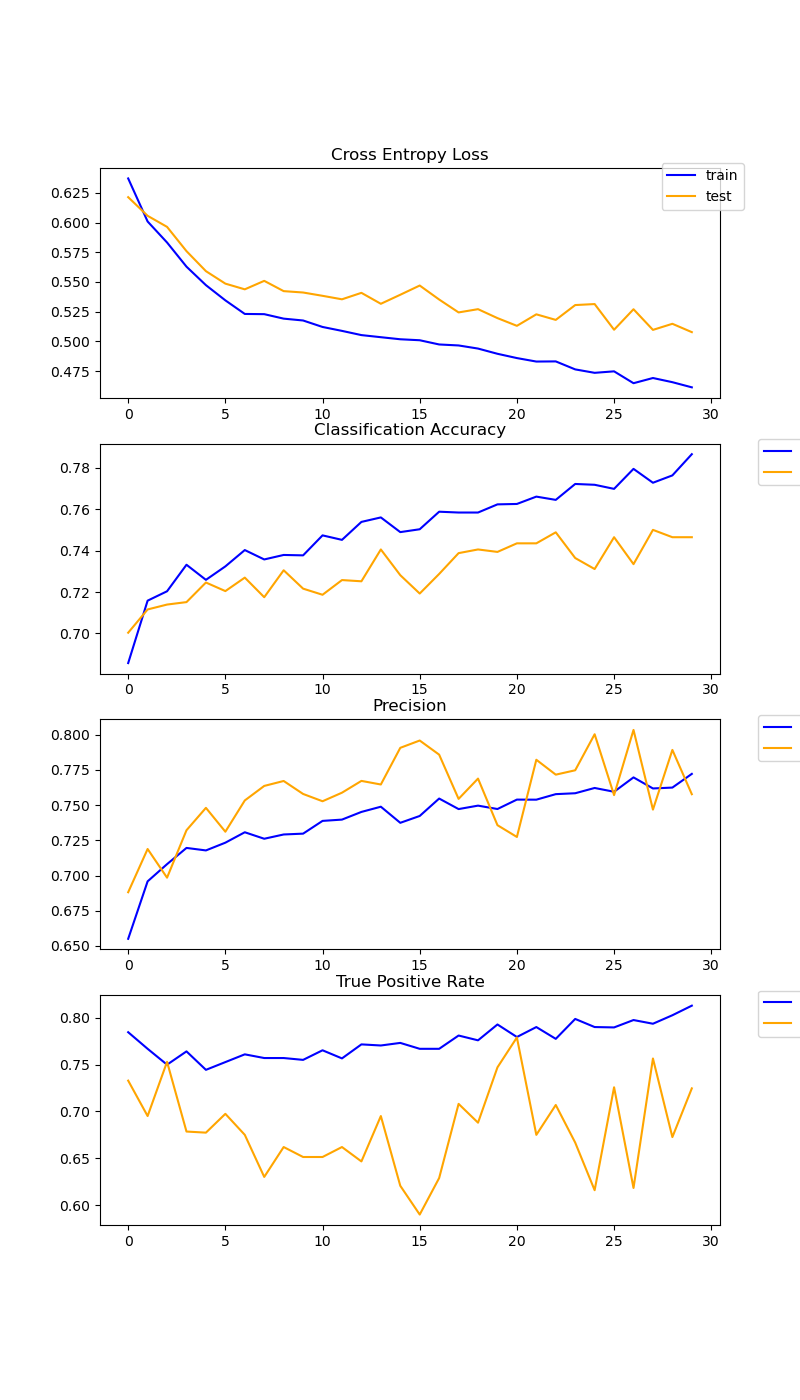 Cross Entropy Loss
train
test
0.625
0.600
0.575
0.550
0.525
0.500
0.475
0 5 10 15 20 25 30
Classification Accuracy
0.78
0.76
0.74
0.72
0.70
0 5 10 15 20 25 30
Precision
0.800
0.775
0.750
0.725
0.700
0.675
0.650
0 5 10 15 20 25 30
True Positive Rate
0.80
0.75
0.70
0.65
0.60
0 5 10 15 20 25 30